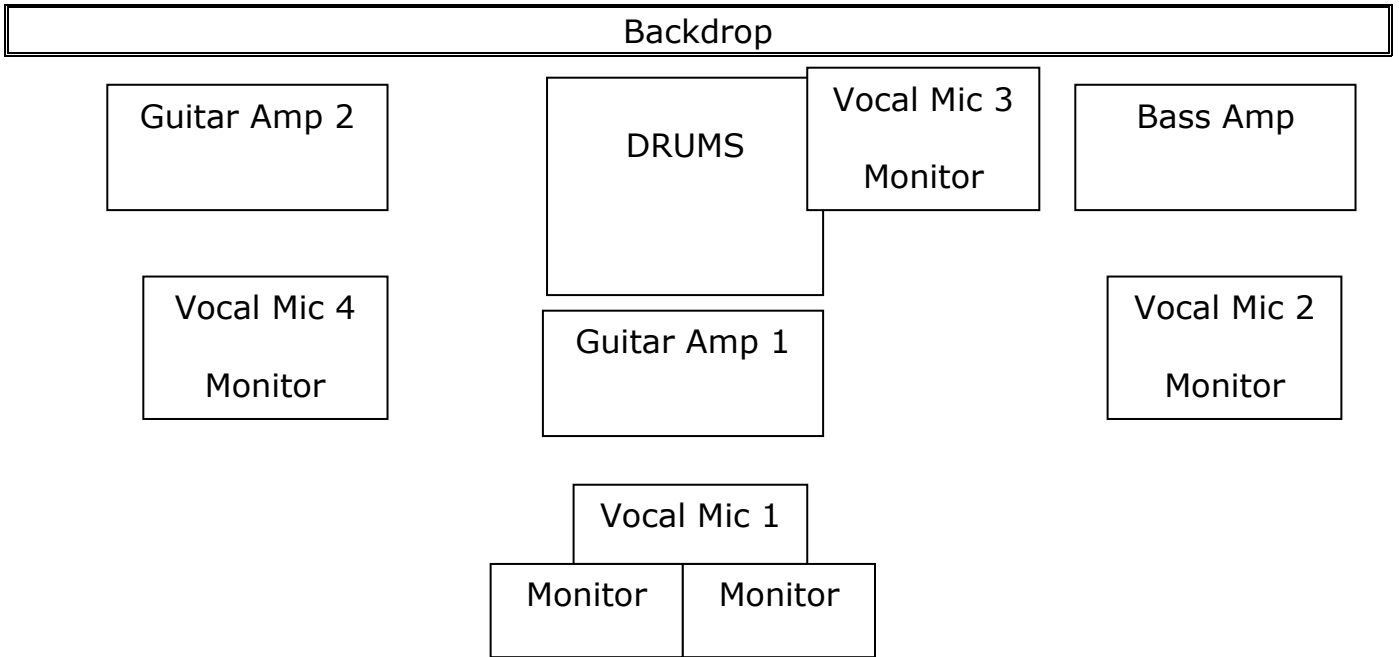 Backdrop
Guitar Amp 2
DRUMS
Vocal Mic 3
Monitor
Bass Amp
Vocal Mic 4
Monitor
Guitar Amp 1
Vocal Mic 2
Monitor
Vocal Mic 1
Monitor
Monitor